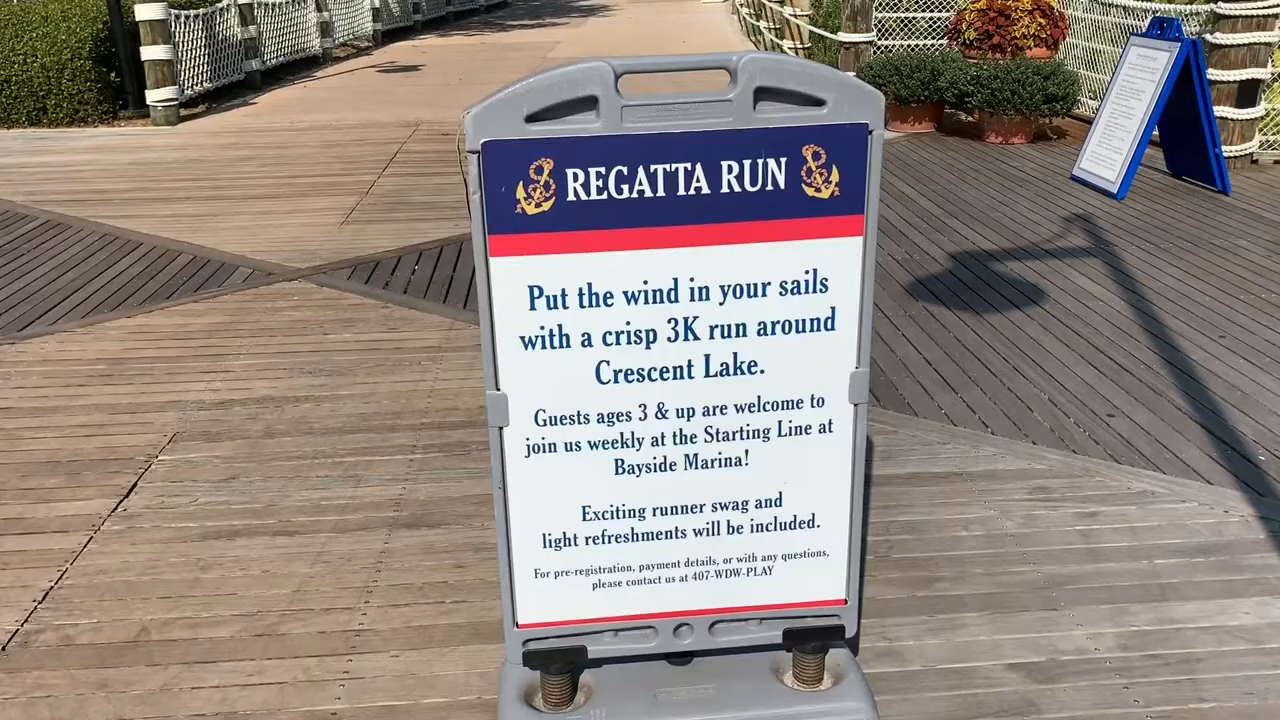 REGATTA RUN
Put the wind in your sails
with a crisp 3K run around
Crescent Lake.
Guests ages 3 & up are welcome to
join us weekly at the Starting Line at
Bayside Marina!
Exciting runner swag and
light refreshments will be included.
For pre-registration, payment details, or with any questions,
please contact us at 407-WDW-PLAY